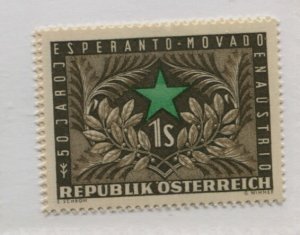 50 JAROJ
ESPERANTO-MOVADO
EN AUSTRIO
1S
REPUBLIK ÖSTERREICH